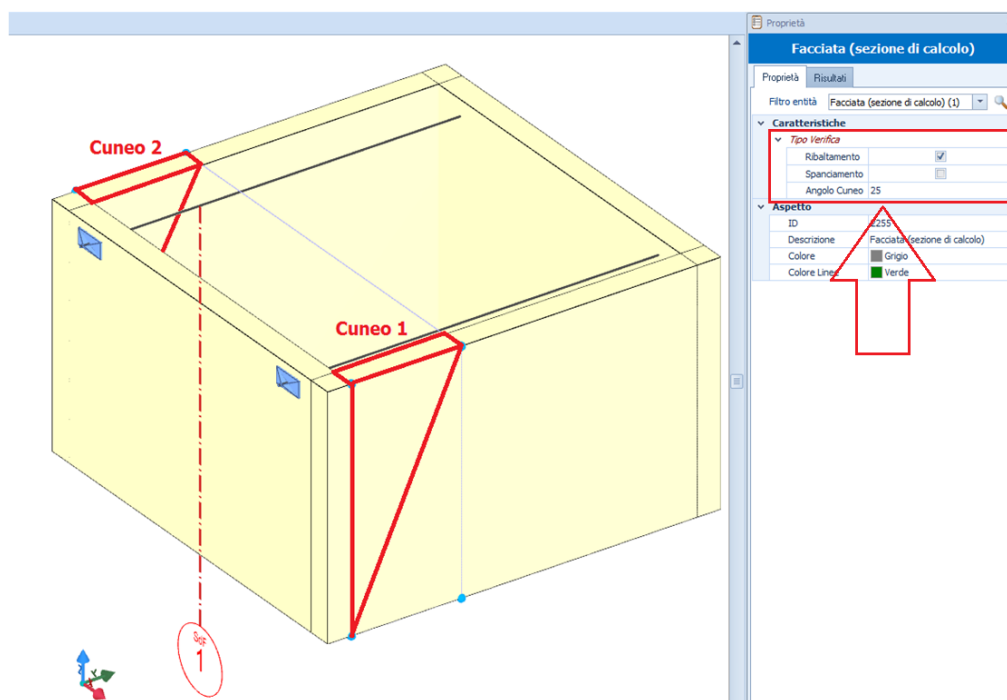 Proprietà
Facciata (sezione di calcolo)
Proprietà Risultati
Filtro entità Facciata (sezione di calcolo) (1)
Caratteristiche
Tipo Verifica
Ribaltamento
Spanciamento
Angolo Cuneo 25
Aspetto
ID 2255
Descrizione Facciata (sezione di calcolo)
Colore Grigio
Colore Linee Verde
Cuneo 2
Cuneo 1
1